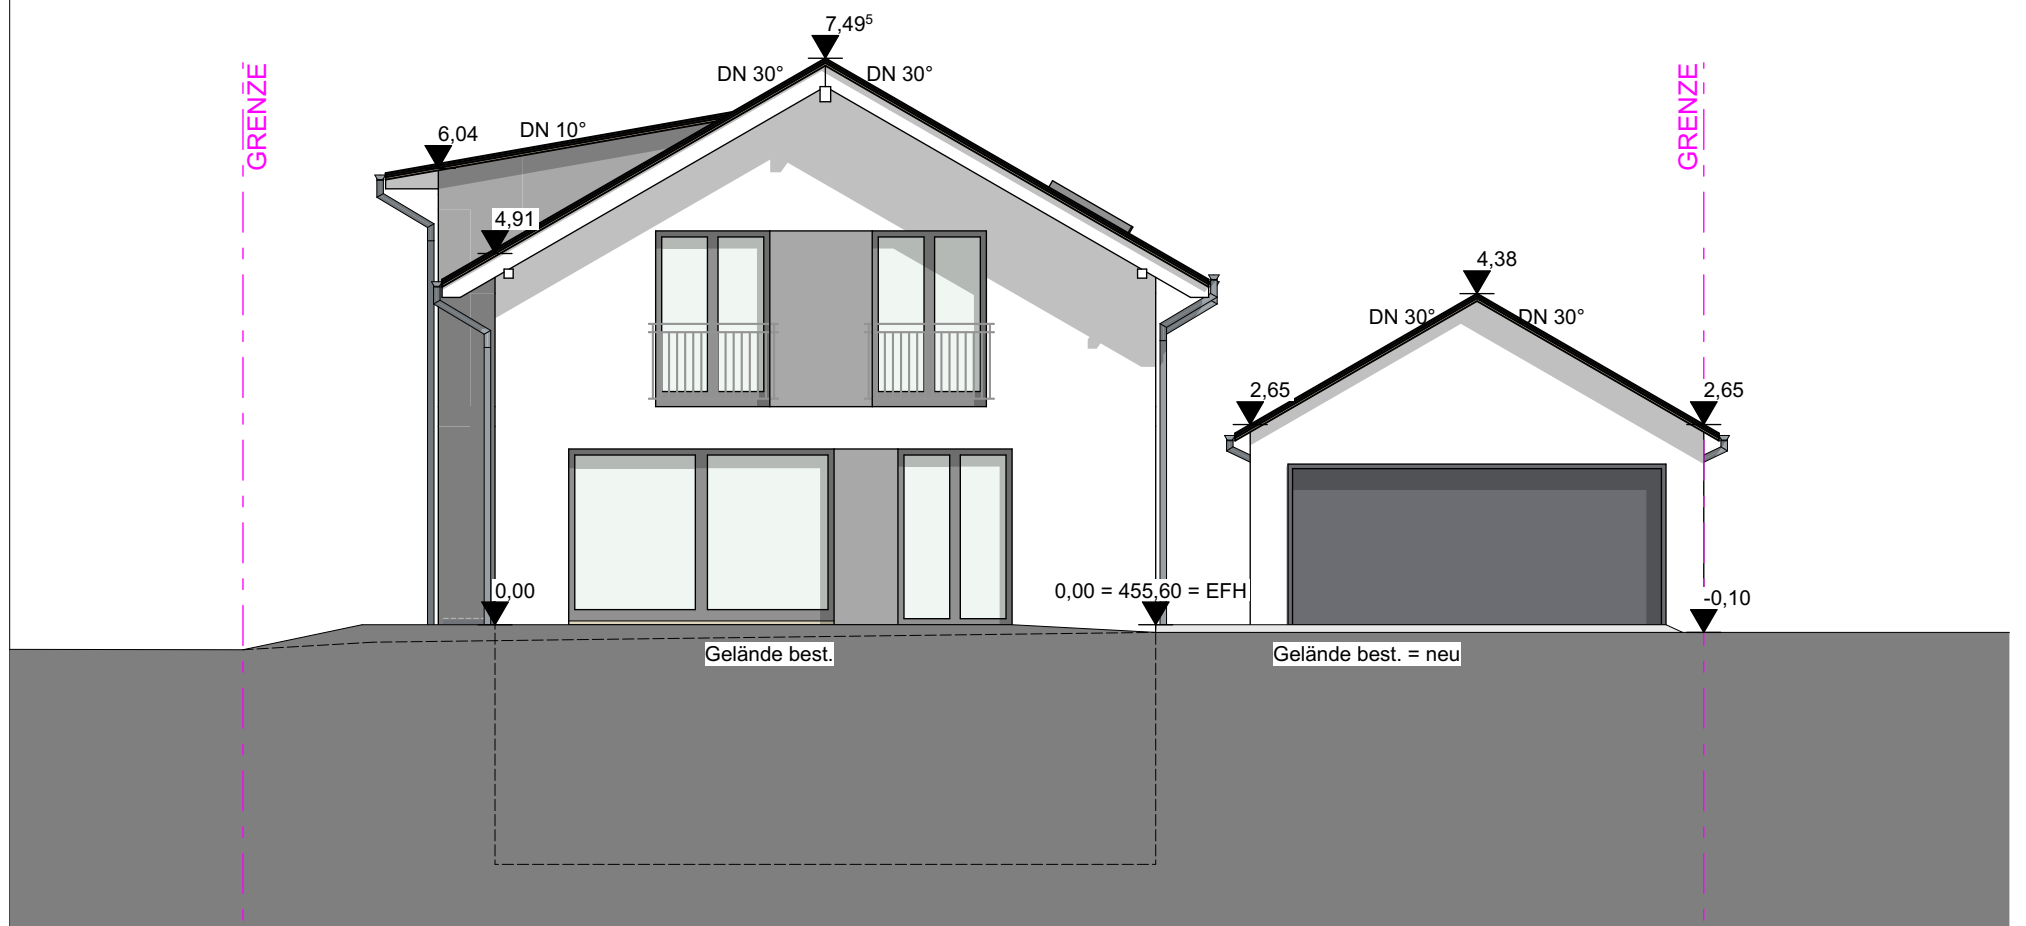 7,49⁵
DN 30°
DN 30°
GRENZE
GRENZE
6,04
DN 10°
4,91
4,38
DN 30°
DN 30°
2,65
2,65
0,00
0,00 = 455,60 = EFH
-0,10
Gelände best.
Gelände best. = neu